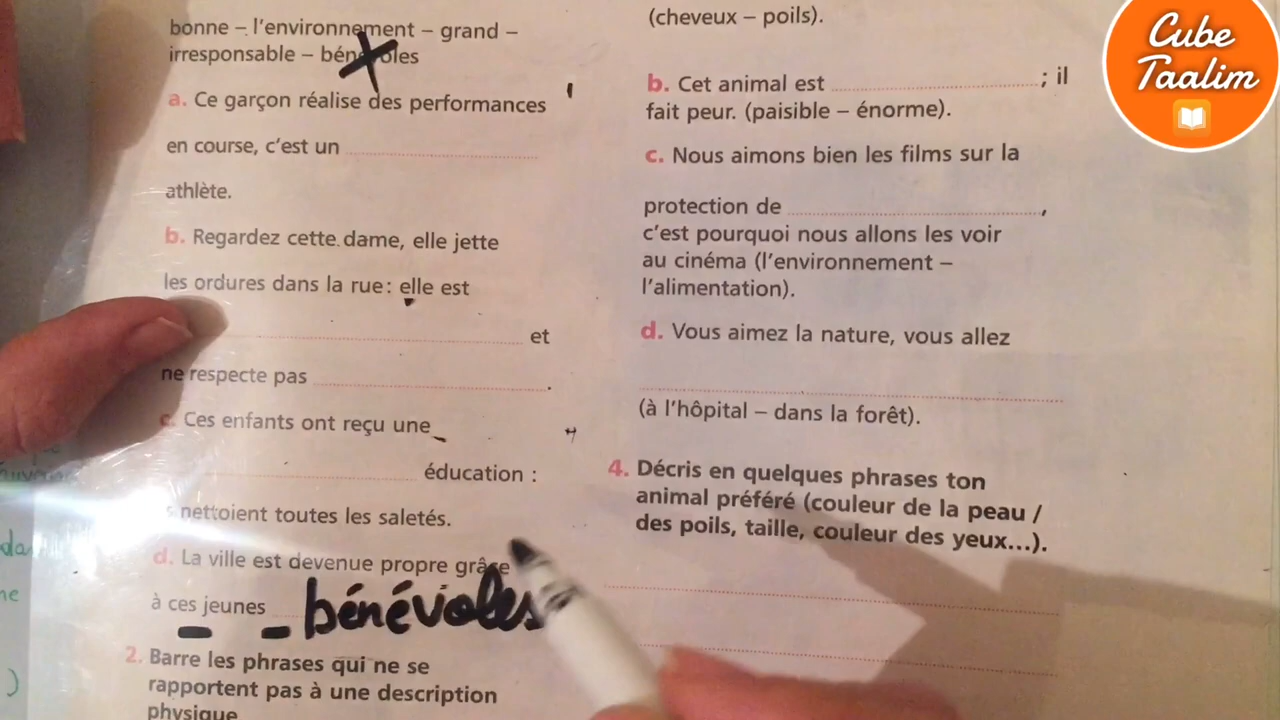 bonne – l'environnement – grand –
irresponsable – bénévoles
a. Ce garçon réalise des performances
en course, c'est un
athlète.
b. Regardez cette dame, elle jette
les ordures dans la rue : elle est
et
ne respecte pas .
c. Ces enfants ont reçu une
éducation :
nettoient toutes les saletés.
d. La ville est devenue propre grâce
à ces jeunes bénévoles
2. Barre les phrases qui ne se
rapportent pas à une description
physique
(cheveux – poils).
b. Cet animal est ; il
fait peur. (paisible – énorme).
c. Nous aimons bien les films sur la
protection de ,
c'est pourquoi nous allons les voir
au cinéma (l'environnement –
l'alimentation).
d. Vous aimez la nature, vous allez
(à l'hôpital – dans la forêt).
4. Décris en quelques phrases ton
animal préféré (couleur de la peau /
des poils, taille, couleur des yeux...).
Cube
Taalim